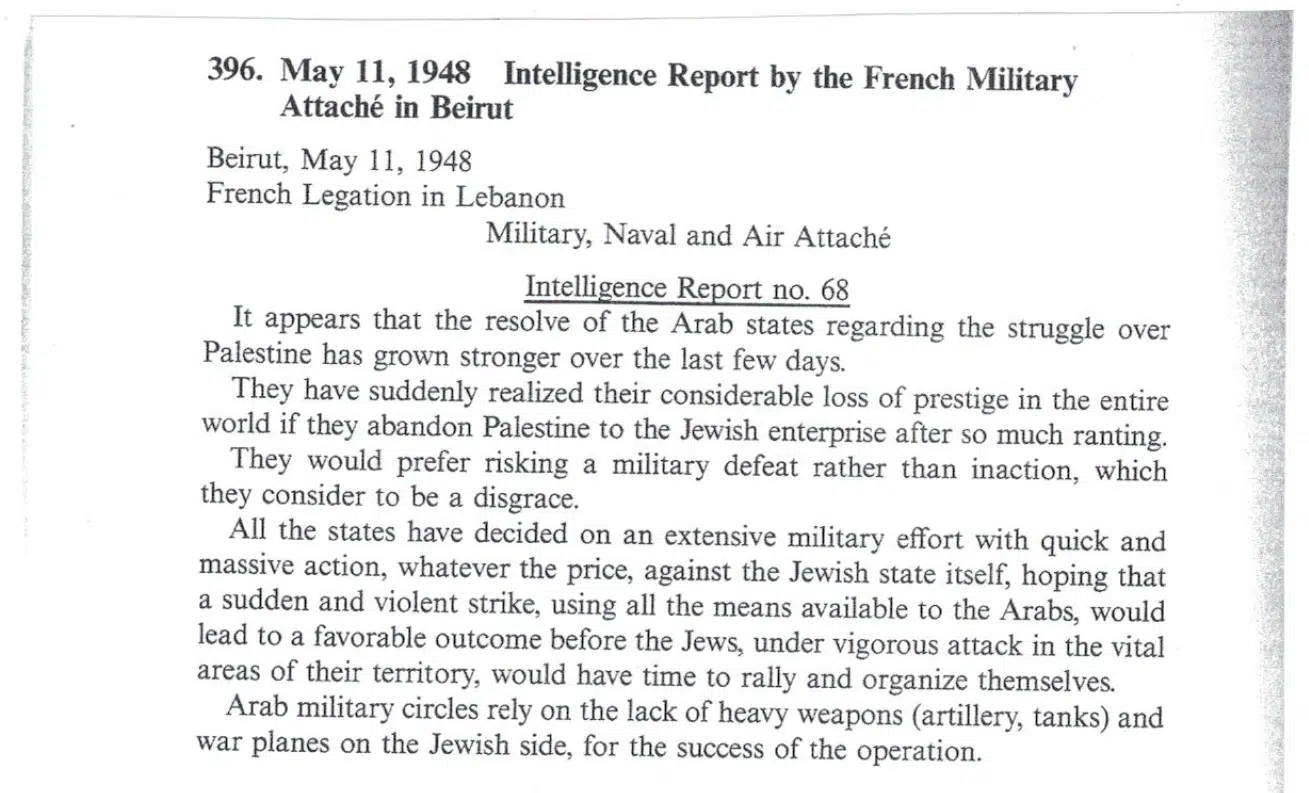 396. May 11, 1948 Intelligence Report by the French Military
Attaché in Beirut
Beirut, May 11, 1948
French Legation in Lebanon
Military, Naval and Air Attaché
Intelligence Report no. 68
It appears that the resolve of the Arab states regarding the struggle over
Palestine has grown stronger over the last few days.
They have suddenly realized their considerable loss of prestige in the entire
world if they abandon Palestine to the Jewish enterprise after so much ranting.
They would prefer risking a military defeat rather than inaction, which
they consider to be a disgrace.
All the states have decided on an extensive military effort with quick and
massive action, whatever the price, against the Jewish state itself, hoping that
a sudden and violent strike, using all the means available to the Arabs, would
lead to a favorable outcome before the Jews, under vigorous attack in the vital
areas of their territory, would have time to rally and organize themselves.
Arab military circles rely on the lack of heavy weapons (artillery, tanks) and
war planes on the Jewish side, for the success of the operation.